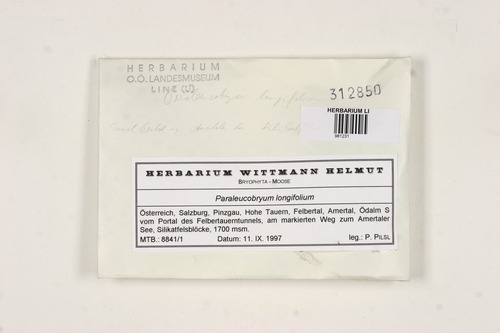 HERBARIUM
O.Ö. LANDESMUSEUM
LINZ (LI)
312850
longifolium
HERBARIUM LI
981231
HERBARIUM WITTMANN HELMUT
BRYOPHYTA - MOOSE
Paraleucobryum longifolium
Österreich, Salzburg, Pinzgau, Hohe Tauern, Felbertal, Amertal, Ödalm S
vom Portal des Felbertauerntunnels, am markierten Weg zum Amertaler
See, Silikatfelsblöcke, 1700 msm.
MTB.: 8841/1 Datum: 11. IX. 1997 leg.: P. PILSL